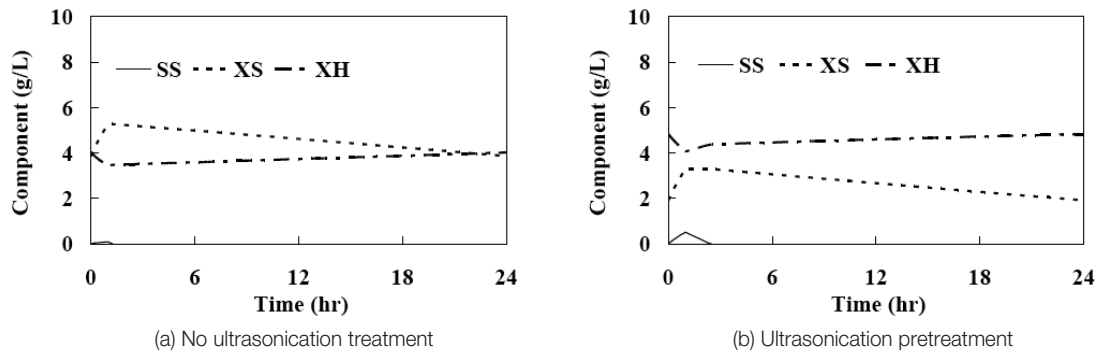 10
8
6
4
2
0
Component (g/L)
SS XS XH
0 6 12 18 24
Time (hr)
(a) No ultrasonication treatment
10
8
6
4
2
0
Component (g/L)
SS XS XH
0 6 12 18 24
Time (hr)
(b) Ultrasonication pretreatment